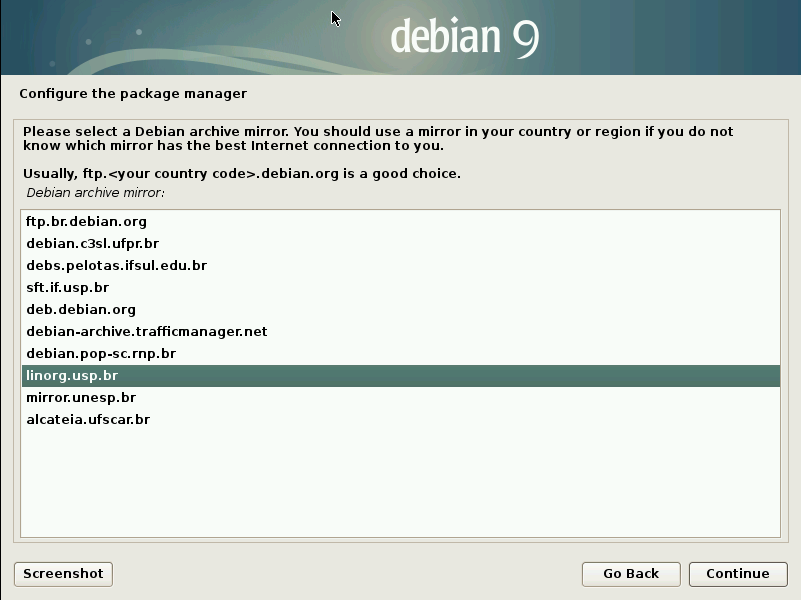 debian 9
Configure the package manager
Please select a Debian archive mirror. You should use a mirror in your country or region if you do not
know which mirror has the best Internet connection to you.
Usually, ftp.<your country code>.debian.org is a good choice.
Debian archive mirror:
ftp.br.debian.org
debian.c3sl.ufpr.br
debs.pelotas.ifsul.edu.br
sft.if.usp.br
deb.debian.org
debian-archive.trafficmanager.net
debian.pop-sc.rnp.br
linorg.usp.br
mirror.unesp.br
alcateia.ufscar.br
Screenshot
Go Back
Continue